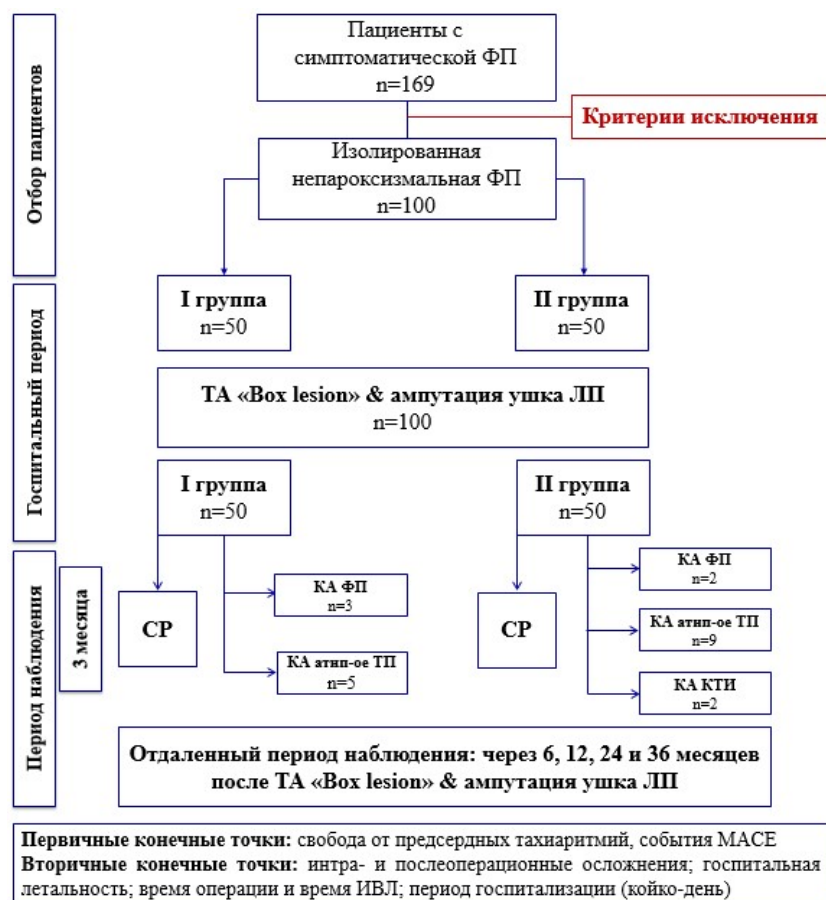 Пациенты с
симптоматической ФП
n=169
Критерии исключения
Изолированная
непароксизмальная ФП
n=100
Отбор пациентов
I группа
n=50
II группа
n=50
Госпитальный период
ТА «Box lesion» & ампутация ушка ЛП
n=100
I группа
n=50
II группа
n=50
Период наблюдения
3 месяца
СР
КА ФП
n=3
КА атип-ое ТП
n=5
СР
КА ФП
n=2
КА атип-ое ТП
n=9
КА КТИ
n=2
Отдаленный период наблюдения: через 6, 12, 24 и 36 месяцев
после ТА «Box lesion» & ампутация ушка ЛП
Первичные конечные точки: свобода от предсердных тахиаритмий, события МАСЕ
Вторичные конечные точки: интра- и послеоперационные осложнения; госпитальная
летальность; время операции и время ИВЛ; период госпитализации (койко-день)